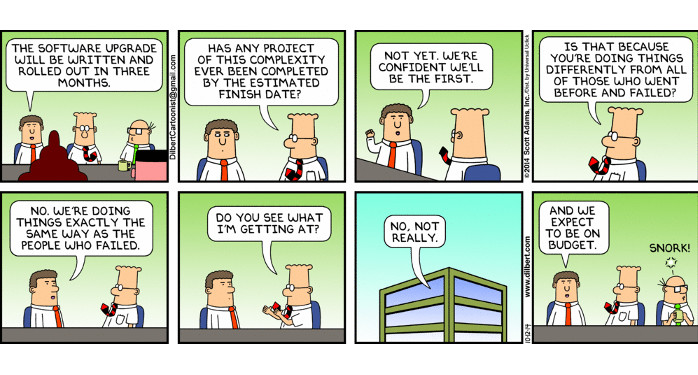 THE SOFTWARE UPGRADE
WILL BE WRITTEN AND
ROLLED OUT IN THREE
MONTHS.
DilbertCartoonist@gmail.com
HAS ANY PROJECT
OF THIS COMPLEXITY
EVER BEEN COMPLETED
BY THE ESTIMATED
FINISH DATE?
NOT YET. WE'RE
CONFIDENT WE'LL
BE THE FIRST.
©2014 Scott Adams, Inc. /Dist. by Universal Uclick
IS THAT BECAUSE
YOU'RE DOING THINGS
DIFFERENTLY FROM ALL
OF THOSE WHO WENT
BEFORE AND FAILED?
NO. WE'RE DOING
THINGS EXACTLY THE
SAME WAY AS THE
PEOPLE WHO FAILED.
DO YOU SEE WHAT
I'M GETTING AT?
NO, NOT
REALLY.
10-12-14 www.dilbert.com
AND WE
EXPECT
TO BE ON
BUDGET.
SNORK!